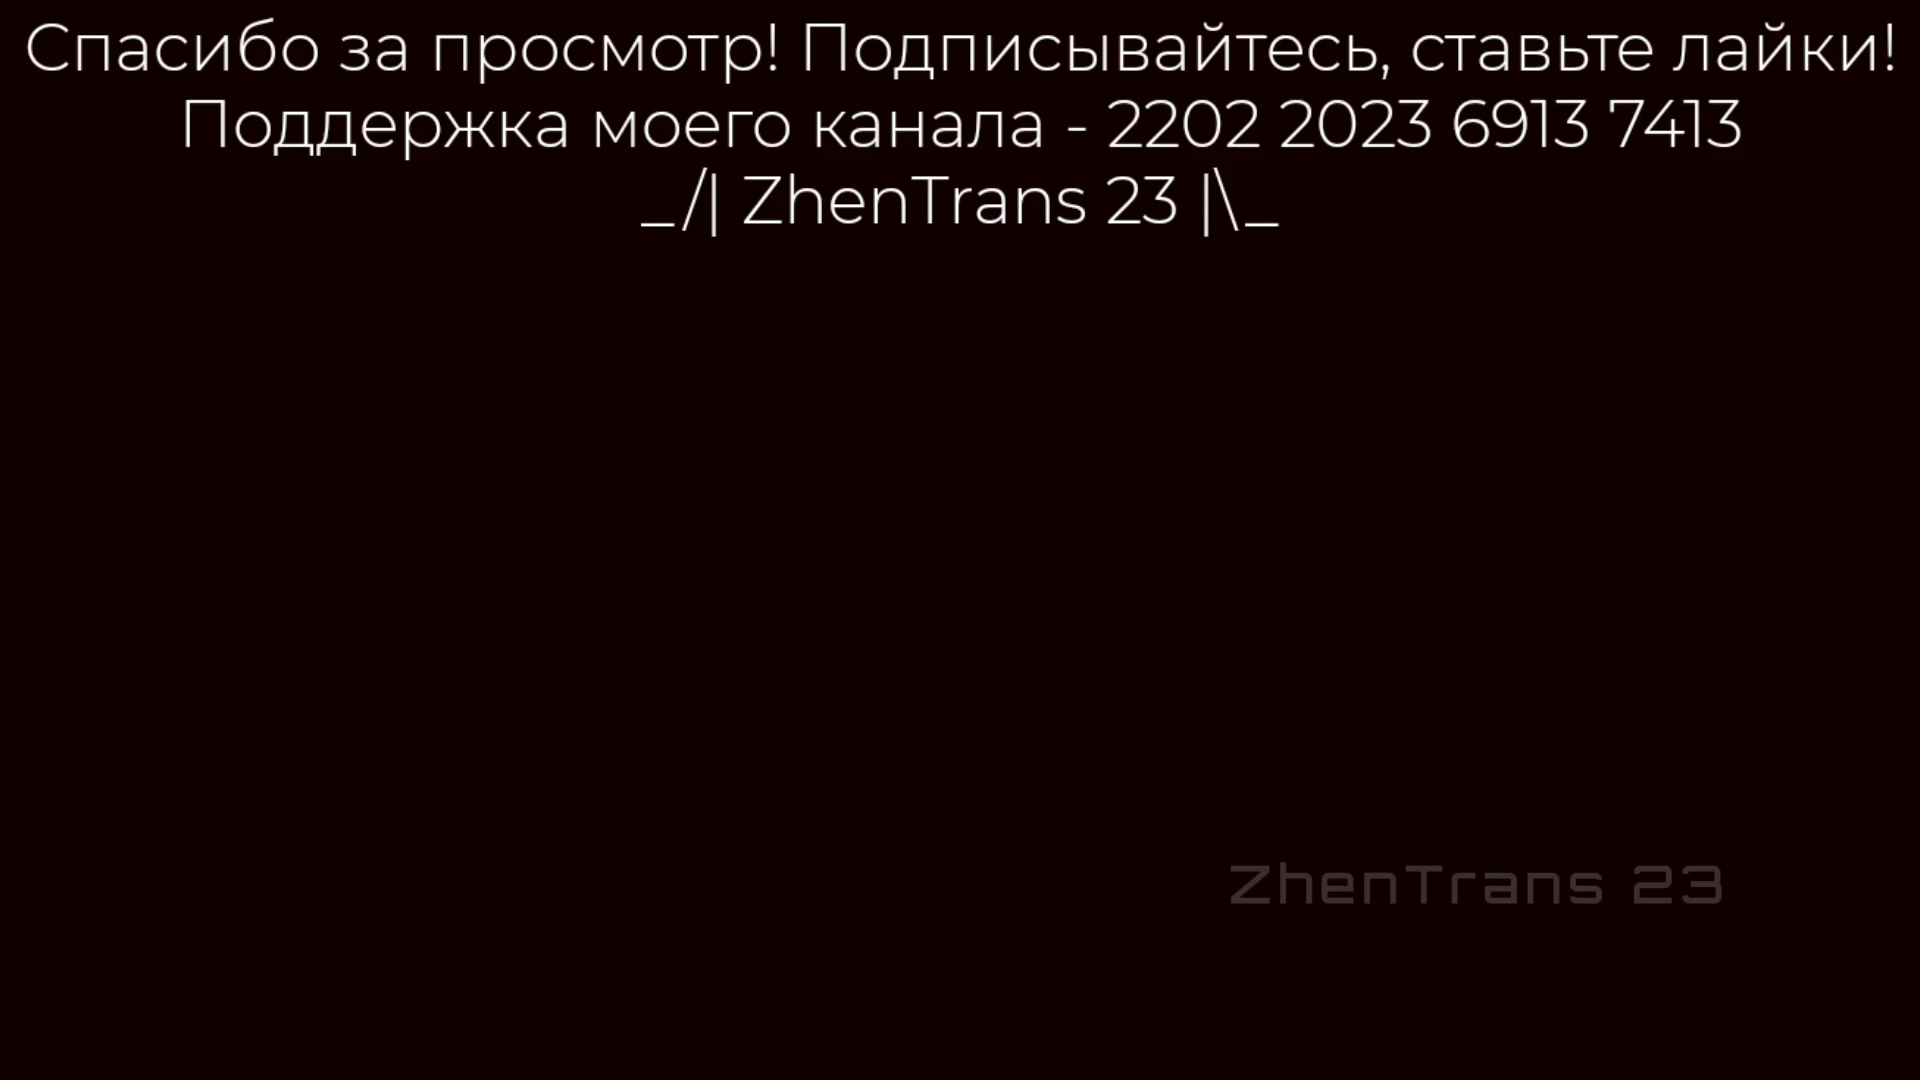 Спасибо за просмотр! Подписывайтесь, ставьте лайки!
Поддержка моего канала - 2202 2023 6913 7413
_/| ZhenTrans 23 |\_
ZhenTrans 23